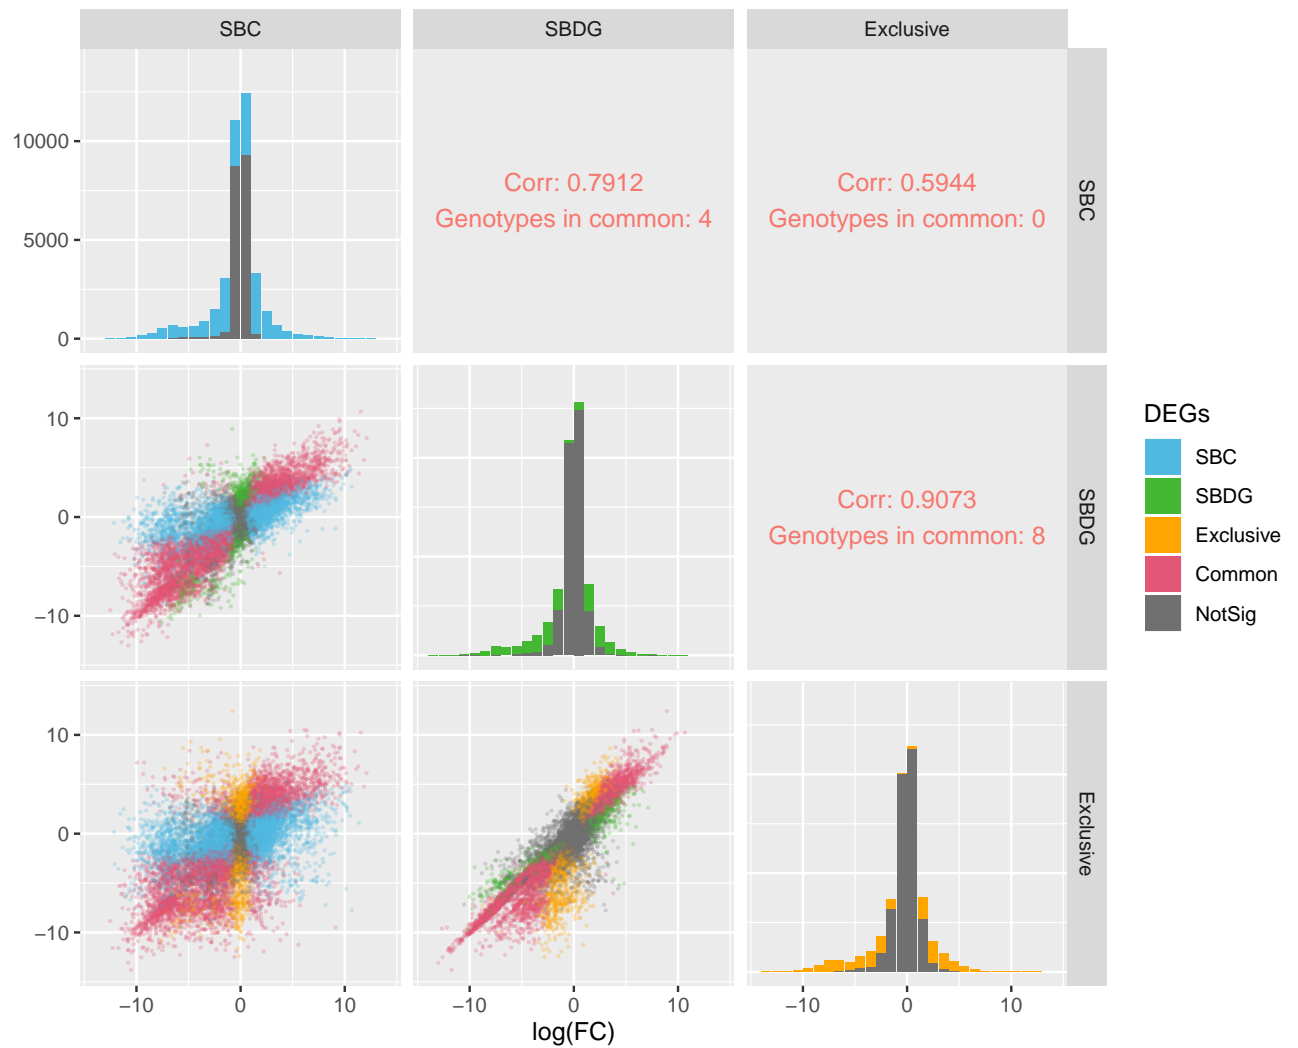 SBC
SBDG
Exclusive
10000
5000
0
Corr: 0.7912
Genotypes in common: 4
Corr: 0.5944
Genotypes in common: 0
SBC
10
0
−10
Corr: 0.9073
Genotypes in common: 8
SBDG
10
0
−10
Exclusive
−10
0
10
−10
0
10
−10
0
10
log(FC)
DEGs
SBC
SBDG
Exclusive
Common
NotSig